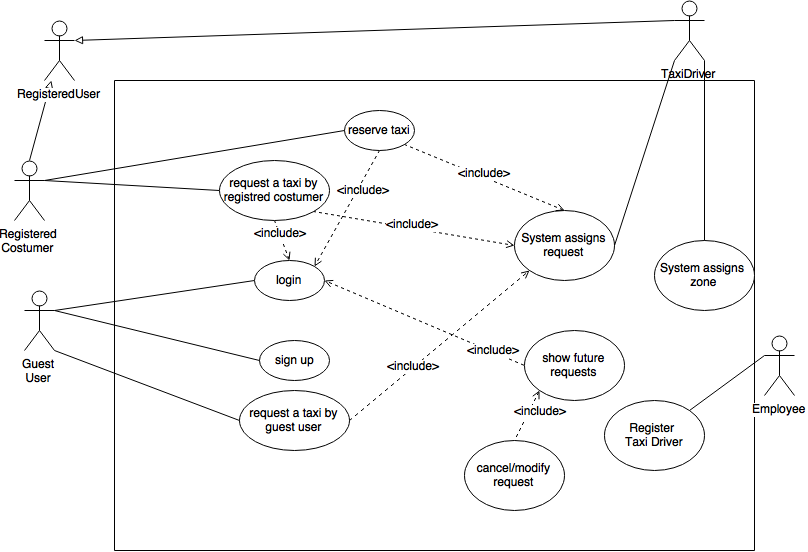 TaxiDriver
RegisteredUser
reserve taxi
<include>
request a taxi by
registred costumer
<include>
Registered
Costumer
<include>
<include>
System assigns
request
System assigns
zone
login
Guest
User
sign up
<include>
<include>
show future
requests
request a taxi by
guest user
<include>
Employee
Register
Taxi Driver
cancel/modify
request